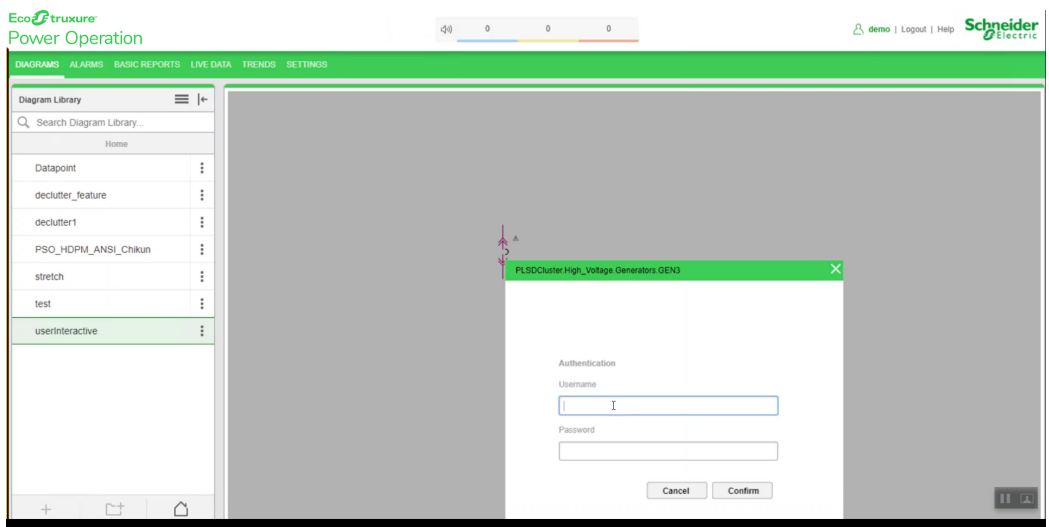 EcoStruxure
Power Operation
0 0 0
demo | Logout | Help
Schneider
Electric
DIAGRAMS ALARMS BASIC REPORTS LIVE DATA TRENDS SETTINGS
Diagram Library
Search Diagram Library...
Home
Datapoint
declutter_feature
declutter1
PSO_HDPM_ANSI_Chikun
stretch
test
userInteractive
PLSDCluster.High_Voltage.Generators.GEN3
Authentication
Username
Password
Cancel Confirm